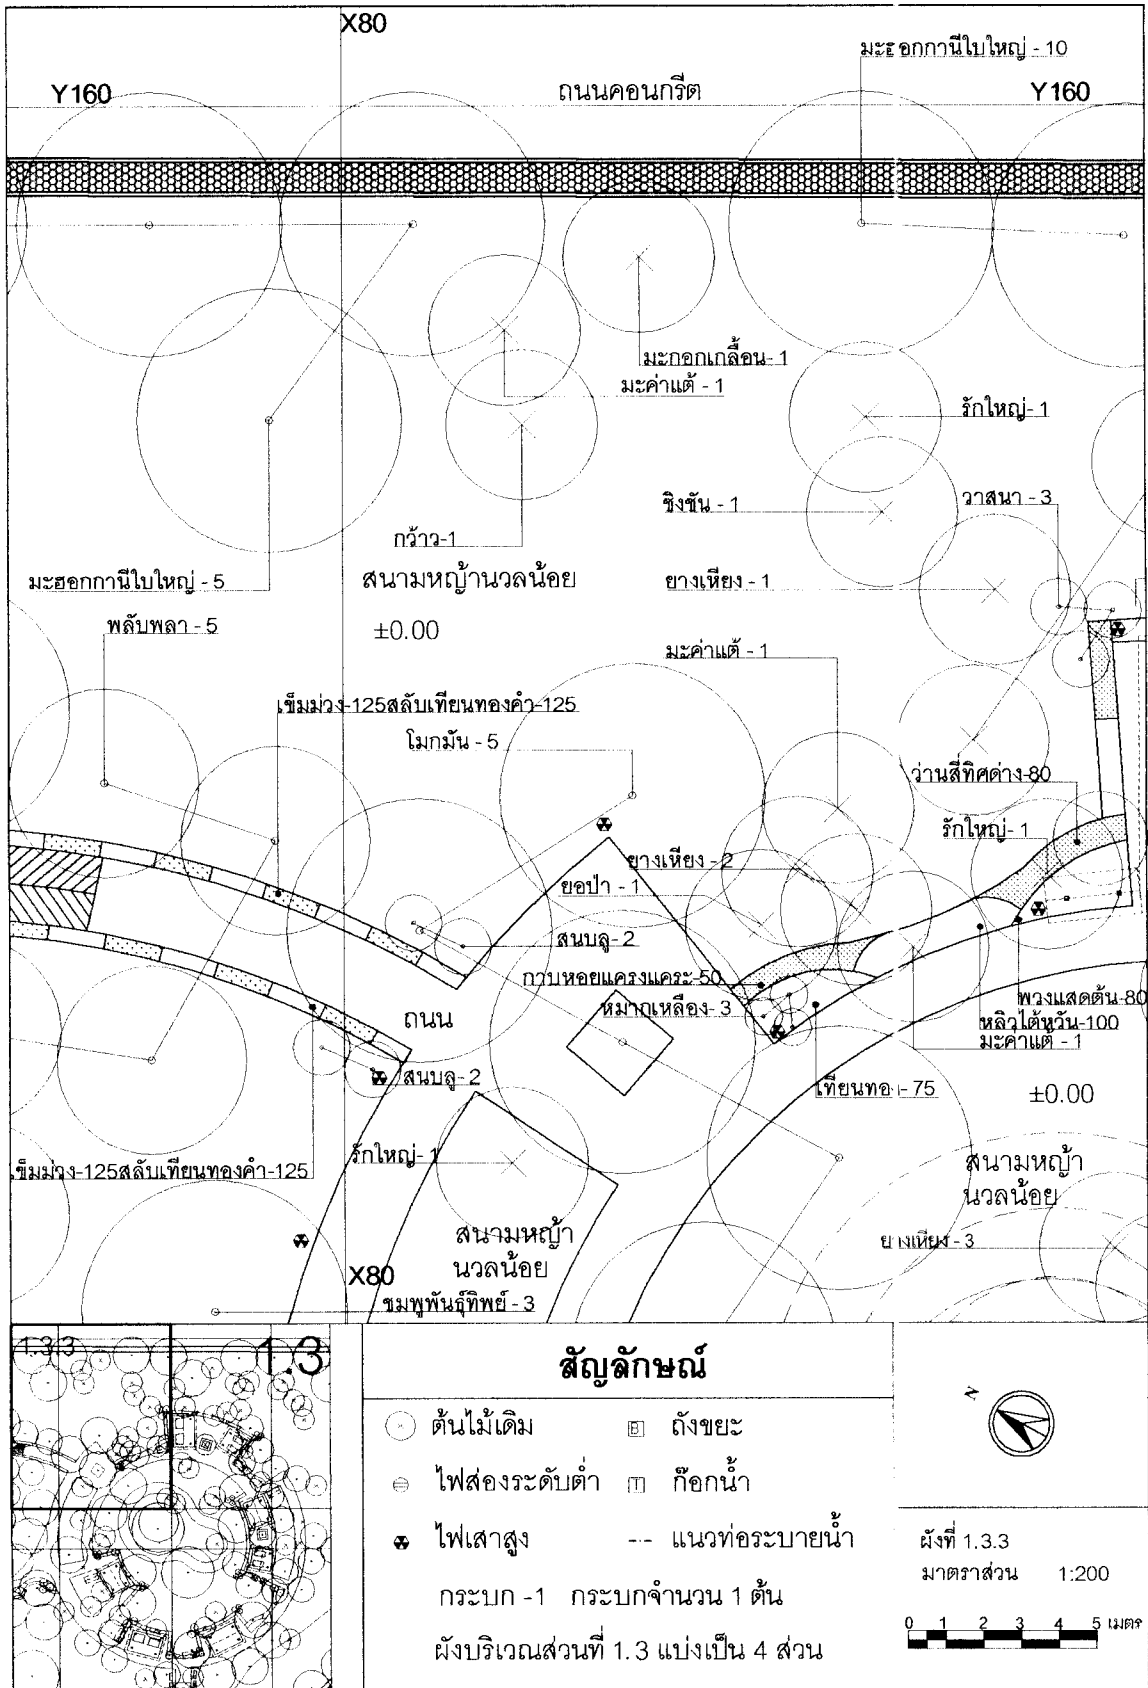 X80
มะฮอกกานีใบใหญ่ - 10
Y160
ถนนคอนกรีต
Y160
มะกอกเกลื้อน- 1
มะค่าแต้ - 1
รักใหญ่- 1
ชิงชัน - 1
วาสนา - 3
กว้าว-1
มะฮอกกานีใบใหญ่ - 5
สนามหญ้านวลน้อย
ยางเหียง - 1
พลับพลา - 5
±0.00
มะค่าแต้ - 1
เข็มม่วง-125สลับเทียนทองคำ-125
โมกมัน - 5
ว่านสี่ทิศด่าง-80
รักใหญ่- 1
ยางเหียง - 2
ยอป่า - 1
สนบลู- 2
กาบหอยแครงแคระ-50
หมากเหลือง- 3
พวงแสดต้น-80
ถนน
หลิวไต้หวัน-100
มะค่าแต้ - 1
สนบลู- 2
เทียนทอง- 75
±0.00
รักใหญ่- 1
เข็มม่วง-125สลับเทียนทองคำ-125
สนามหญ้า
นวลน้อย
สนามหญ้า
นวลน้อย
ยางเหียง - 3
X80
ชมพูพันธุ์ทิพย์ - 3
1.3.3
1.3
สัญลักษณ์
ต้นไม้เดิม
B ถังขยะ
ไฟส่องระดับต่ำ
T ก๊อกน้ำ
ไฟเสาสูง
--- แนวท่อระบายน้ำ
กระบก -1 กระบกจำนวน 1 ต้น
ผังบริเวณส่วนที่ 1.3 แบ่งเป็น 4 ส่วน
N
ผังที่ 1.3.3
มาตราส่วน 1:200
0 1 2 3 4 5 เมตร